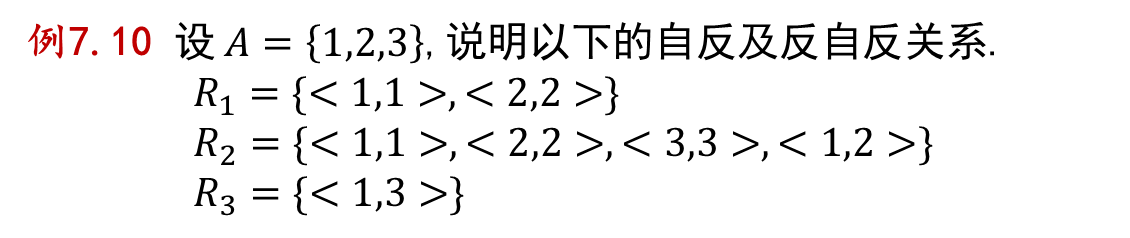 例7.10 设 A = {1,2,3}, 说明以下的自反及反自反关系.
R₁ = {< 1,1 >,< 2,2 >}
R₂ = {< 1,1 >,< 2,2 >,< 3,3 >,< 1,2 >}
R₃ = {< 1,3 >}